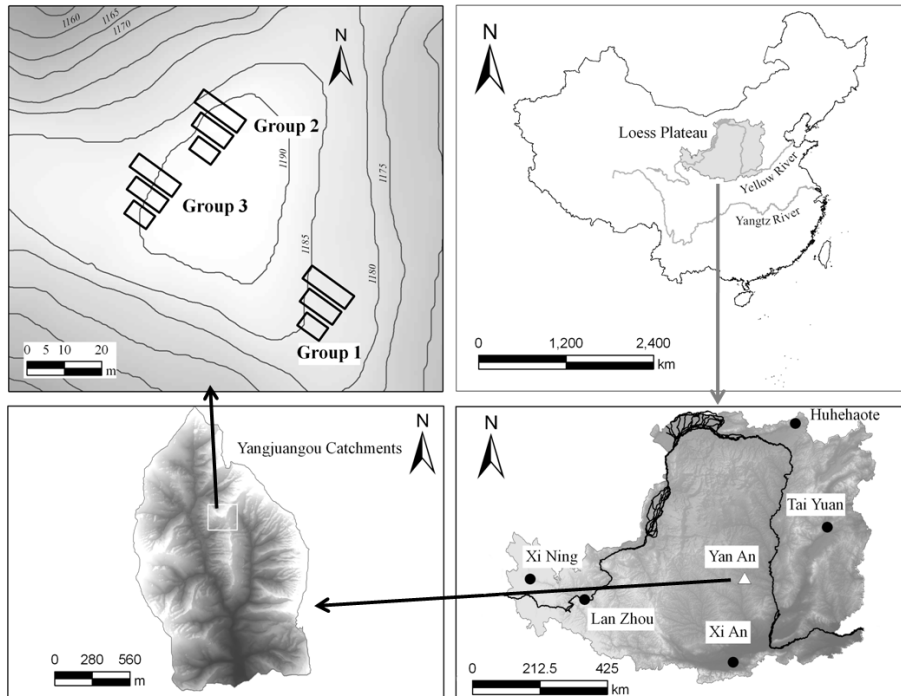 1160
1165
1170
N
Group 2
1190
1175
Group 3
1185
1180
Group 1
0 5 10 20
m
N
Loess Plateau
Yellow River
Yangtz River
0 1,200 2,400
km
N
Yangjuangou Catchments
0 280 560
m
N
Huhehaote
Tai Yuan
Yan An
Xi Ning
Lan Zhou
Xi An
0 212.5 425
km